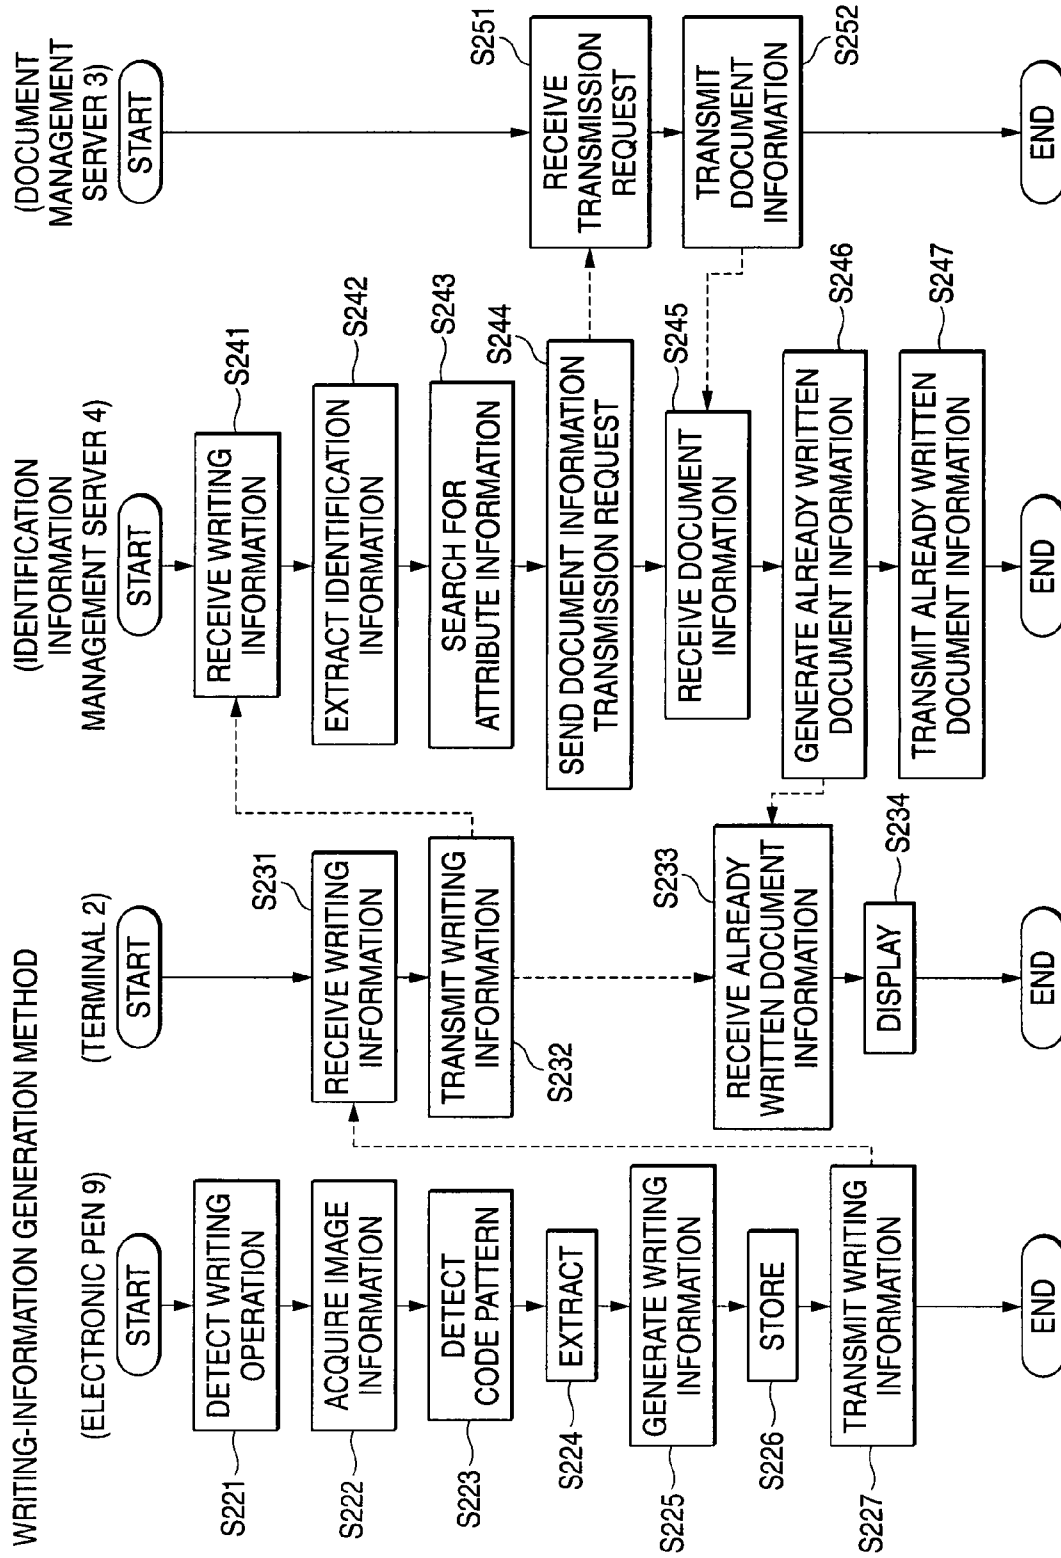 WRITING-INFORMATION GENERATION METHOD
(ELECTRONIC PEN 9)
START
DETECT WRITING
OPERATION
S221
ACQUIRE IMAGE
INFORMATION
S222
DETECT
CODE PATTERN
S223
EXTRACT
S224
GENERATE WRITING
INFORMATION
S225
STORE
S226
TRANSMIT WRITING
INFORMATION
S227
END
(TERMINAL 2)
START
S231
RECEIVE WRITING
INFORMATION
TRANSMIT WRITING
INFORMATION
S232
S233
RECEIVE ALREADY
WRITTEN DOCUMENT
INFORMATION
S234
DISPLAY
END
(IDENTIFICATION
INFORMATION
MANAGEMENT SERVER 4)
START
S241
RECEIVE WRITING
INFORMATION
S242
EXTRACT IDENTIFICATION
INFORMATION
S243
SEARCH FOR
ATTRIBUTE INFORMATION
S244
SEND DOCUMENT INFORMATION
TRANSMISSION REQUEST
S245
RECEIVE DOCUMENT
INFORMATION
S246
GENERATE ALREADY WRITTEN
DOCUMENT INFORMATION
S247
TRANSMIT ALREADY WRITTEN
DOCUMENT INFORMATION
END
(DOCUMENT
MANAGEMENT
SERVER 3)
START
S251
RECEIVE
TRANSMISSION
REQUEST
S252
TRANSMIT
DOCUMENT
INFORMATION
END